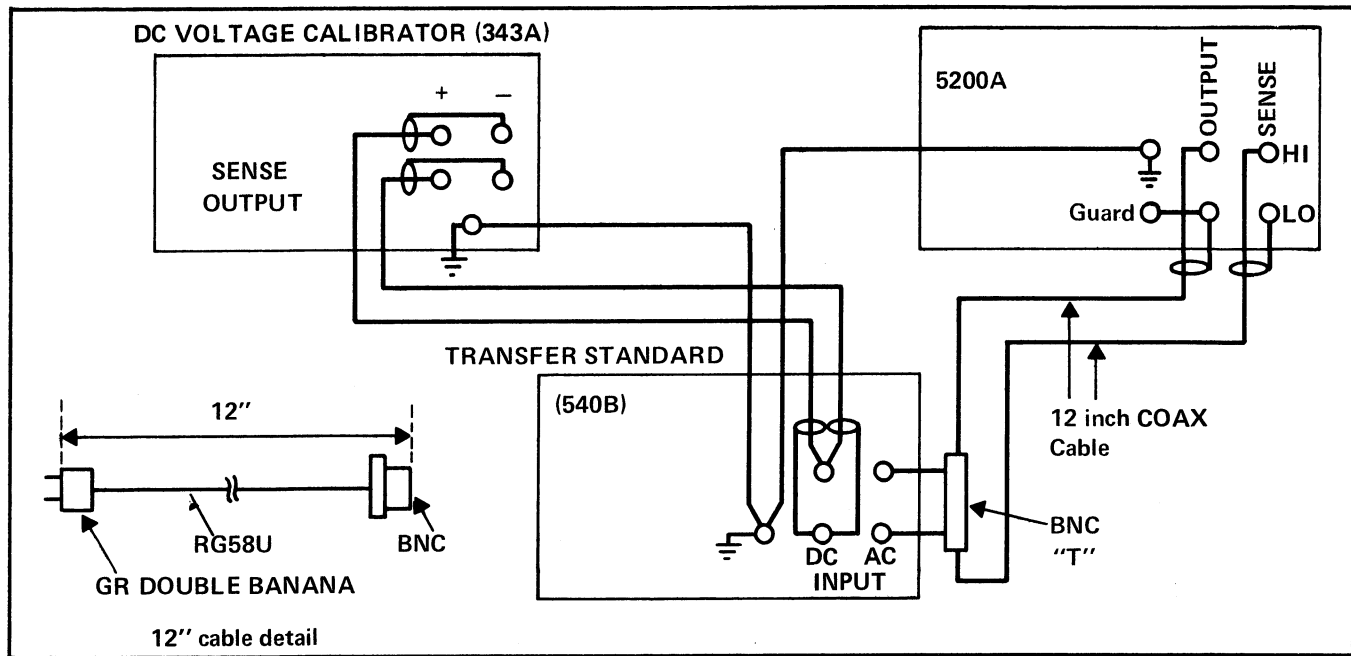 DC VOLTAGE CALIBRATOR (343A)
+ −
SENSE
OUTPUT
5200A
OUTPUT
SENSE
HI
Guard
LO
TRANSFER STANDARD
(540B)
DC AC
INPUT
12 inch COAX
Cable
BNC
“T”
12″
RG58U
BNC
GR DOUBLE BANANA
12″ cable detail